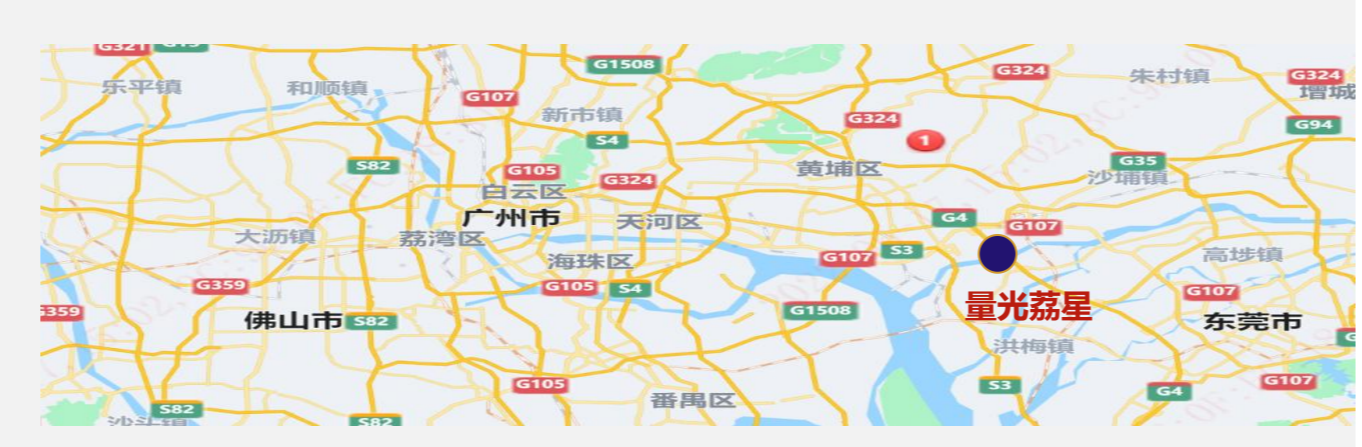 G321
G15
G1508
G324
朱村镇
G324
乐平镇
和顺镇
G107
增城
新市镇
G324
G94
S4
1
S82
G105
G324
黄埔区
G35
沙埔镇
白云区
广州市
天河区
G4
G107
大沥镇
荔湾区
海珠区
G107
S3
高埗镇
G359
G105
S4
G107
量光荔星
佛山市
S82
G1508
东莞市
洪梅镇
G105
S3
G4
G107
番禺区
S82
S82